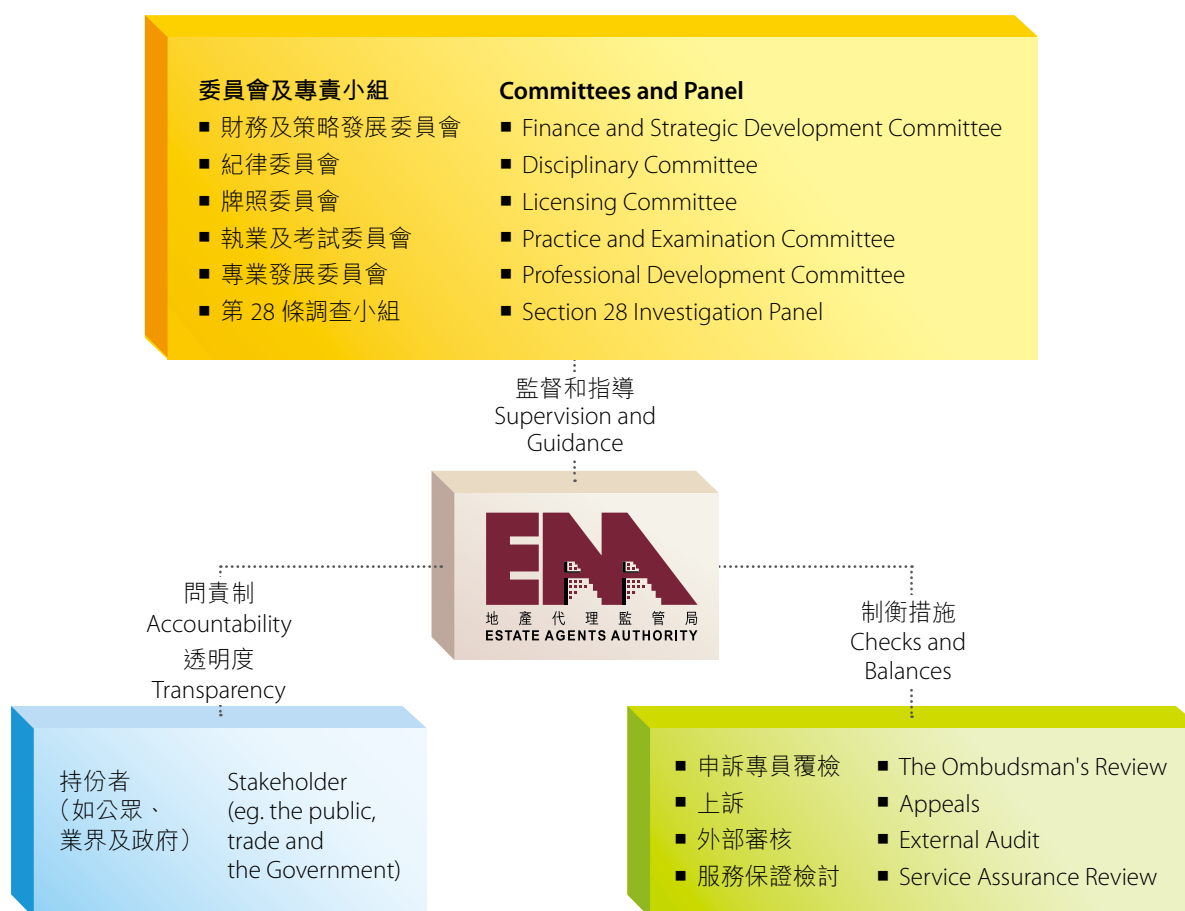 委員會及專責小組
■ 財務及策略發展委員會
■ 紀律委員會
■ 牌照委員會
■ 執業及考試委員會
■ 專業發展委員會
■ 第 28 條調查小組
Committees and Panel
■ Finance and Strategic Development Committee
■ Disciplinary Committee
■ Licensing Committee
■ Practice and Examination Committee
■ Professional Development Committee
■ Section 28 Investigation Panel
監督和指導
Supervision and
Guidance
EAA
地產代理監管局
ESTATE AGENTS AUTHORITY
問責制
Accountability
透明度
Transparency
制衡措施
Checks and
Balances
持份者
（如公眾、
業界及政府）
Stakeholder
(eg. the public,
trade and
the Government)
■ 申訴專員覆檢
■ 上訴
■ 外部審核
■ 服務保證檢討
■ The Ombudsman's Review
■ Appeals
■ External Audit
■ Service Assurance Review